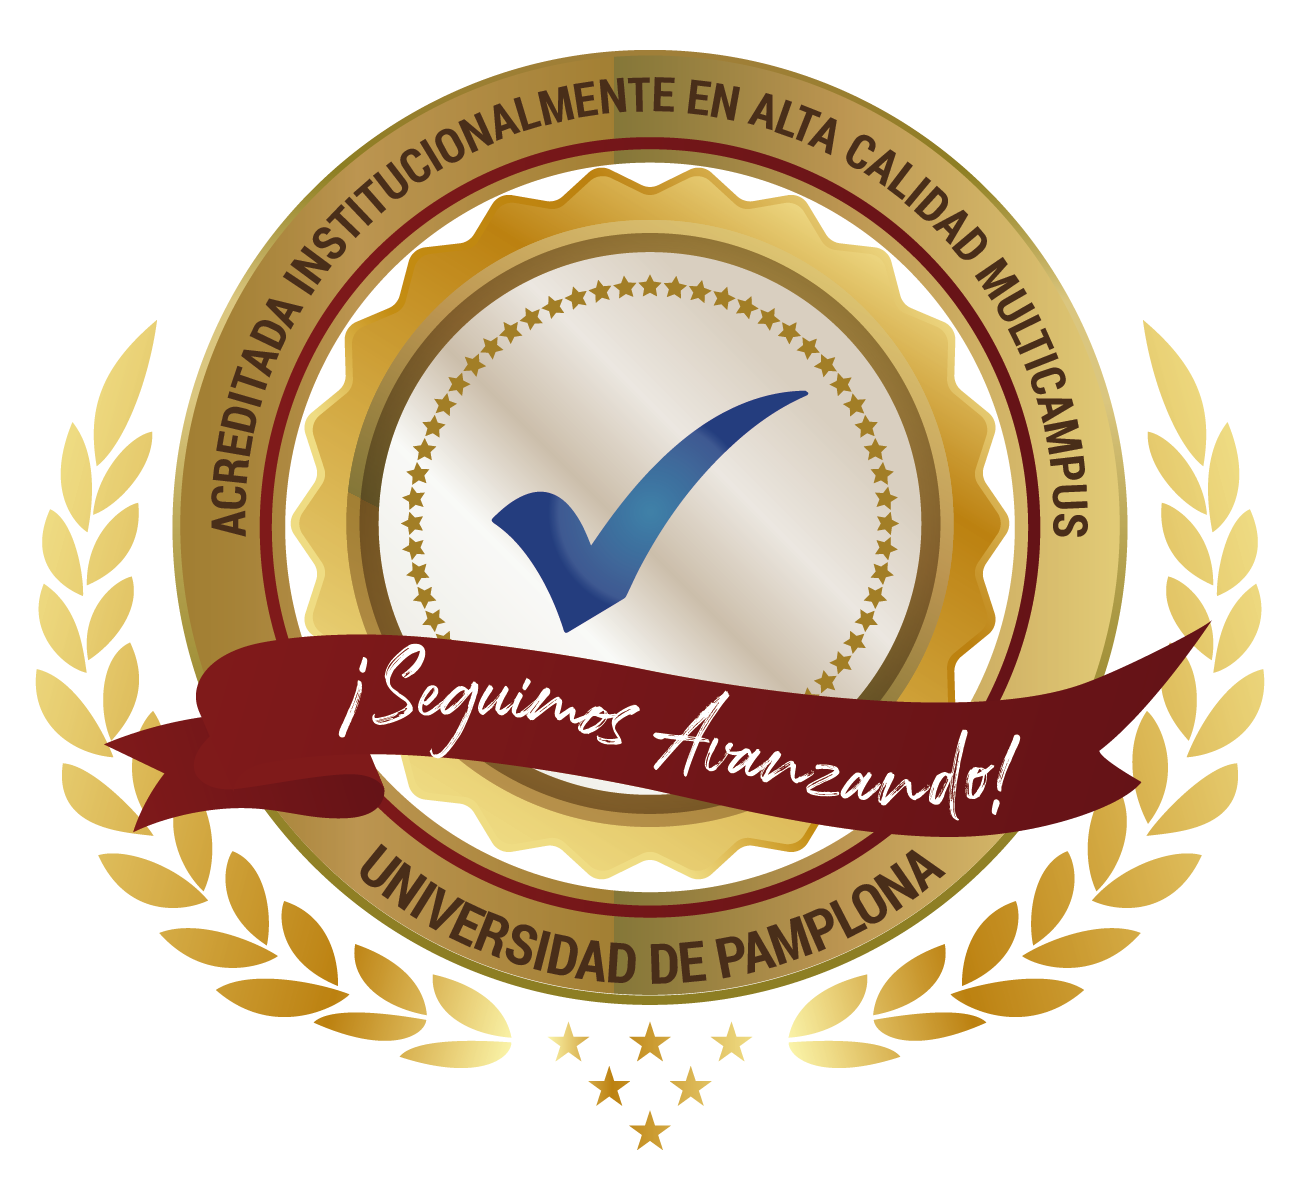 ACREDITADA INSTITUCIONALMENTE EN ALTA CALIDAD MULTICAMPUS
¡Seguimos Avanzando!
UNIVERSIDAD DE PAMPLONA